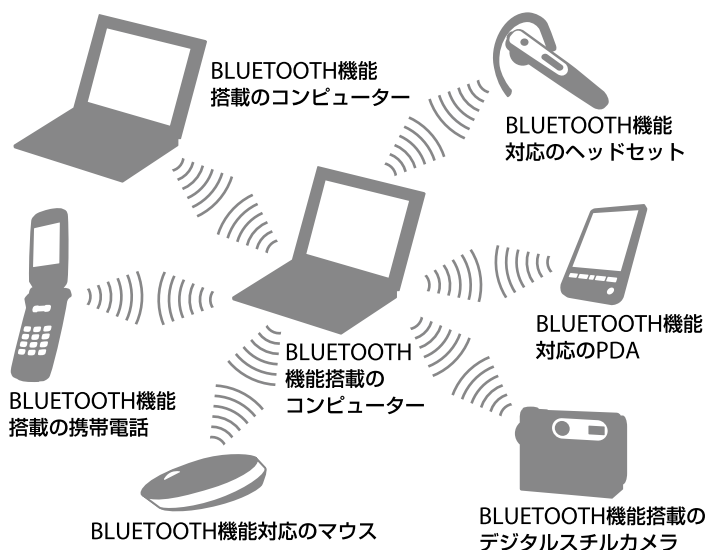 BLUETOOTH機能
搭載のコンピューター
BLUETOOTH機能
対応のヘッドセット
BLUETOOTH機能
対応のPDA
BLUETOOTH
機能搭載の
コンピューター
BLUETOOTH機能
搭載の携帯電話
BLUETOOTH機能対応のマウス
BLUETOOTH機能搭載の
デジタルスチルカメラ